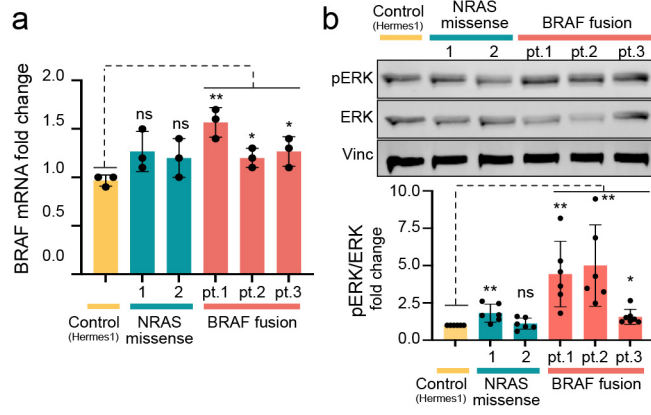 a
BRAF mRNA fold change
2.0
1.5
1.0
0.5
0.0
ns
ns
**
*
*
1 2 pt.1 pt.2 pt.3
Control
(Hermes1)
NRAS
missense
BRAF fusion
b
Control
(Hermes1)
NRAS
missense
BRAF fusion
1 2 pt.1 pt.2 pt.3
pERK
ERK
Vinc
pERK/ERK
fold change
10.0
7.5
5.0
2.5
0.0
**
ns
**
**
*
1 2 pt.1 pt.2 pt.3
Control
(Hermes1)
NRAS
missense
BRAF fusion